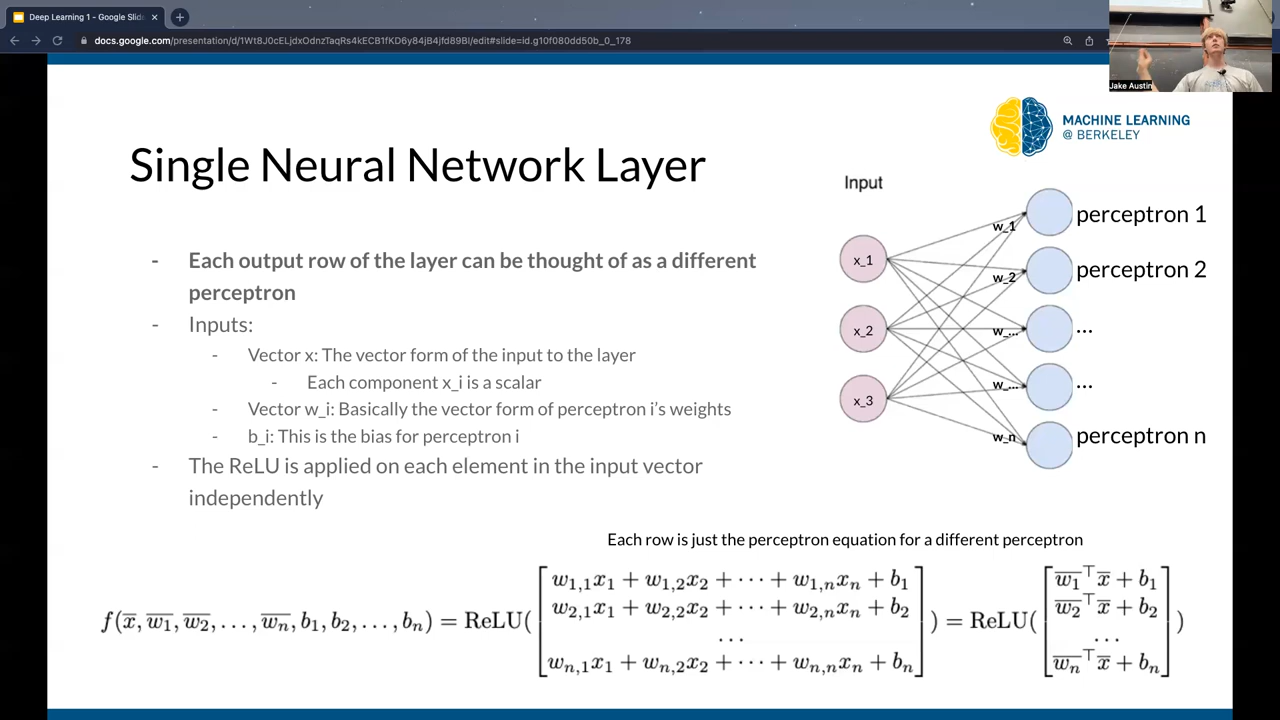 Deep Learning 1 - Google Slid
docs.google.com/presentation/d/1Wt8J0cELjdxOdnzTaqRs4kECB1fKD6y84jB4jfd89BI/edit#slide=id.g10f080dd50b_0_178
Jake Austin
MACHINE LEARNING
@ BERKELEY
Single Neural Network Layer
- Each output row of the layer can be thought of as a different
perceptron
- Inputs:
- Vector x: The vector form of the input to the layer
- Each component x_i is a scalar
- Vector w_i: Basically the vector form of perceptron i’s weights
- b_i: This is the bias for perceptron i
- The ReLU is applied on each element in the input vector
independently
Input
x_1
x_2
x_3
w_1
w_2
w_...
w_...
w_n
perceptron 1
perceptron 2
...
...
perceptron n
Each row is just the perceptron equation for a different perceptron
f(x̅, w̅₁, w̅₂, . . . , w̅ₙ, b₁, b₂, . . . , bₙ) = ReLU( [
w₁,₁x₁ + w₁,₂x₂ + ··· + w₁,ₙxₙ + b₁
w₂,₁x₁ + w₂,₂x₂ + ··· + w₂,ₙxₙ + b₂
...
wₙ,₁x₁ + wₙ,₂x₂ + ··· + wₙ,ₙxₙ + bₙ
] ) = ReLU( [
w̅₁⊤x̅ + b₁
w̅₂⊤x̅ + b₂
...
w̅ₙ⊤x̅ + bₙ
] )